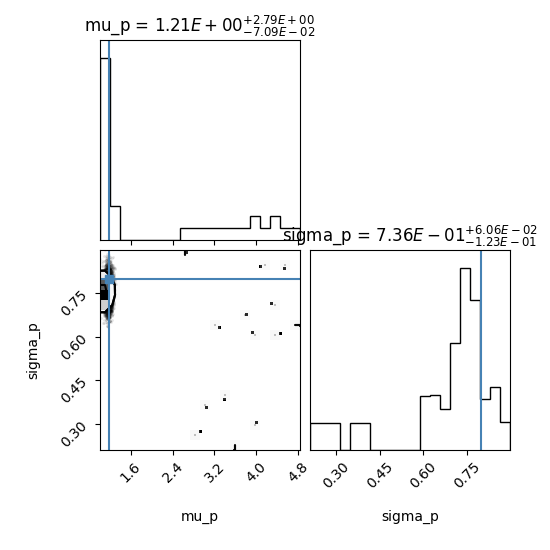 mu_p = 1.21E + 00+2.79E+00 −7.09E−02
sigma_p = 7.36E − 01+6.06E−02 −1.23E−01
sigma_p
0.75
0.60
0.45
0.30
1.6 2.4 3.2 4.0 4.8
0.30 0.45 0.60 0.75
mu_p
sigma_p